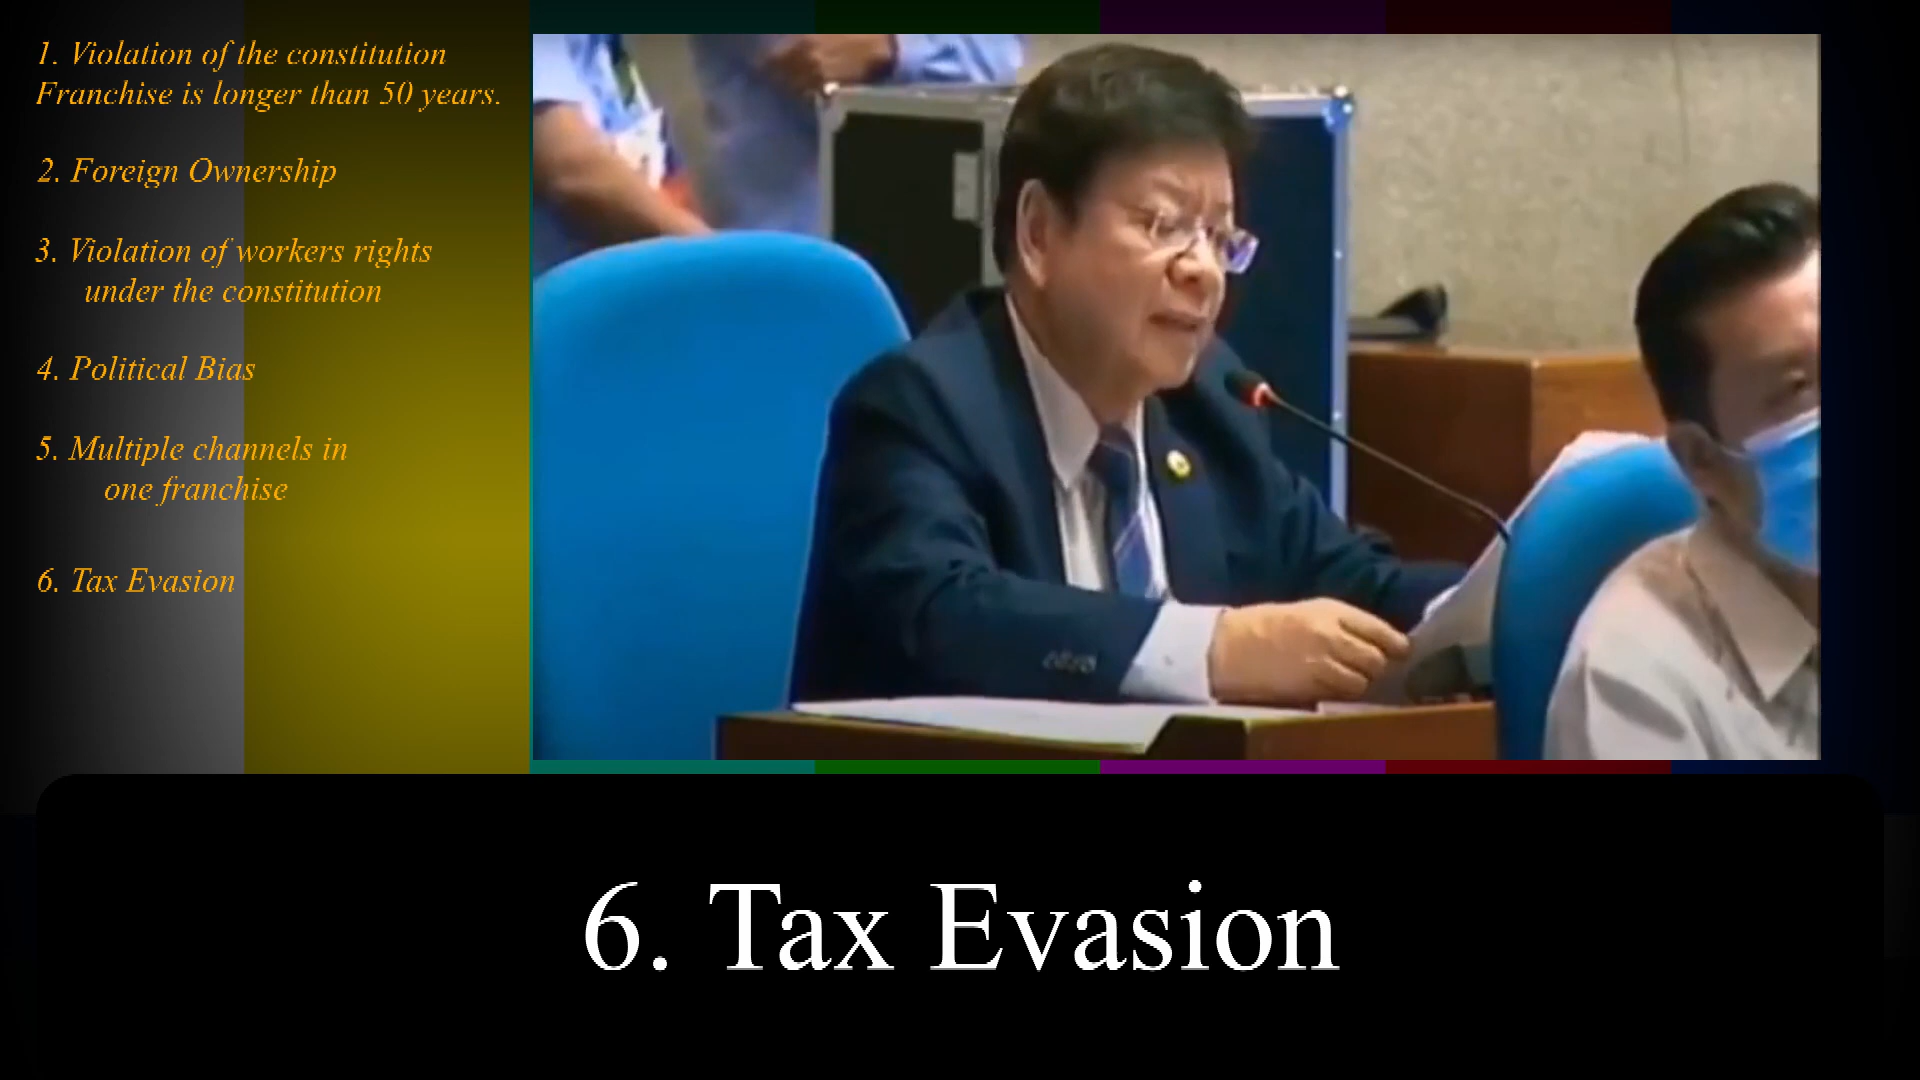 1. Violation of the constitution
Franchise is longer than 50 years.
2. Foreign Ownership
3. Violation of workers rights
under the constitution
4. Political Bias
5. Multiple channels in
one franchise
6. Tax Evasion
6. Tax Evasion